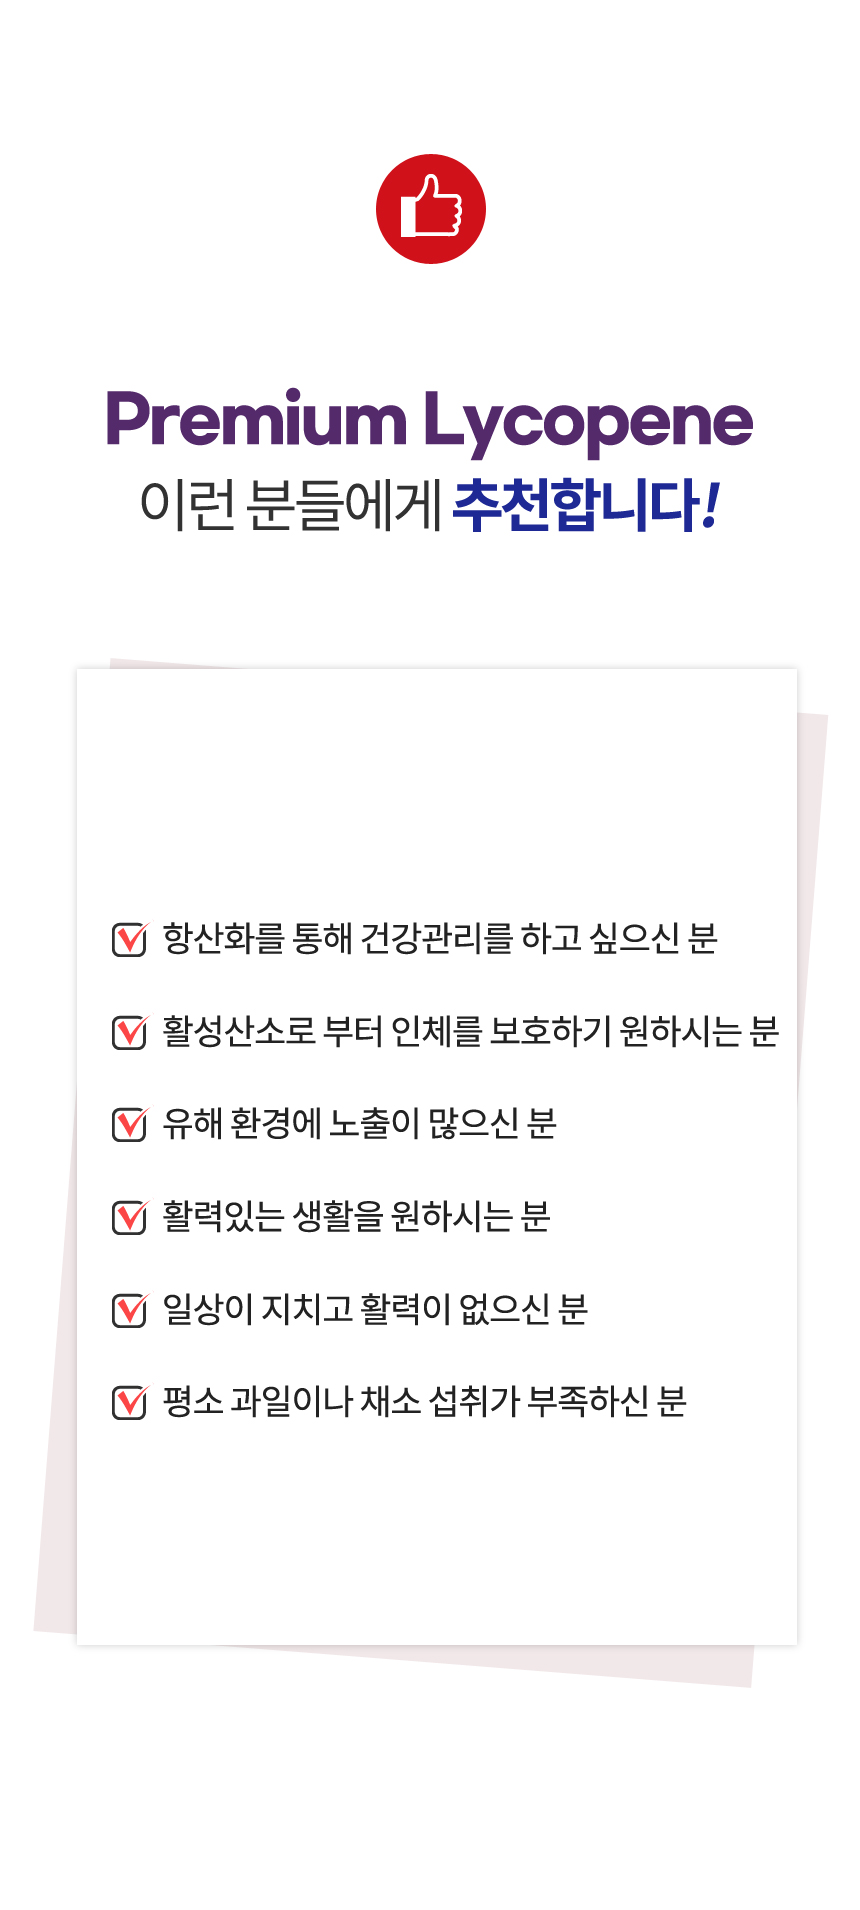 Premium Lycopene
이런 분들에게 추천합니다!
항산화를 통해 건강관리를 하고 싶으신 분
활성산소로 부터 인체를 보호하기 원하시는 분
유해 환경에 노출이 많으신 분
활력있는 생활을 원하시는 분
일상이 지치고 활력이 없으신 분
평소 과일이나 채소 섭취가 부족하신 분